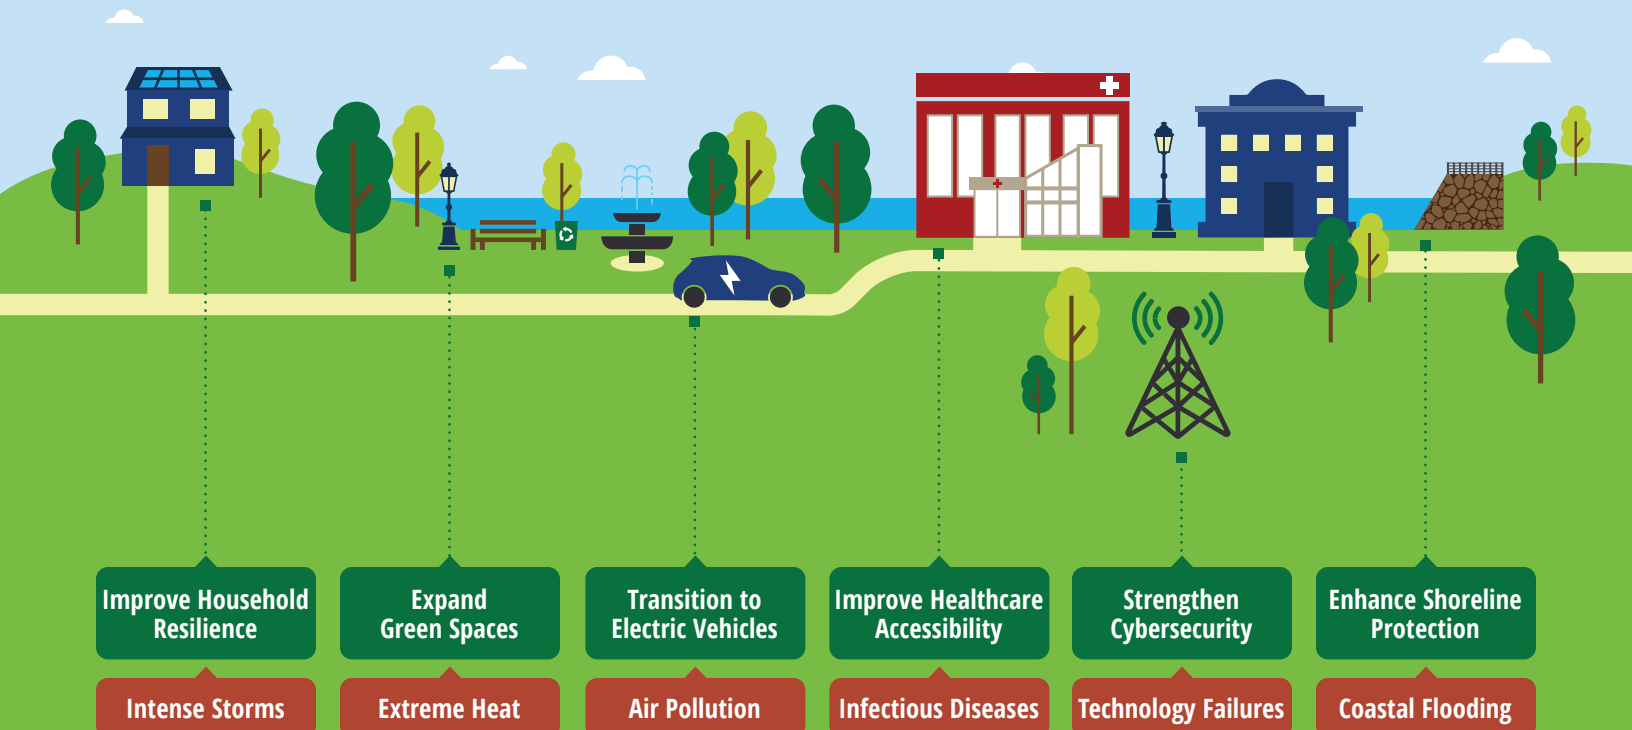 Improve Household
Resilience
Expand
Green Spaces
Transition to
Electric Vehicles
Improve Healthcare
Accessibility
Strengthen
Cybersecurity
Enhance Shoreline
Protection
Intense Storms
Extreme Heat
Air Pollution
Infectious Diseases
Technology Failures
Coastal Flooding